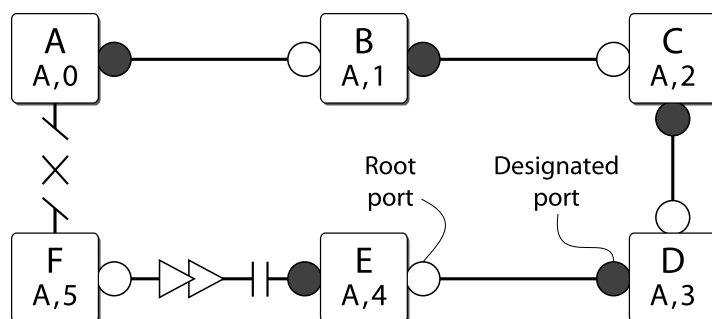 A
A,0
B
A,1
C
A,2
Root
port
Designated
port
F
A,5
E
A,4
D
A,3